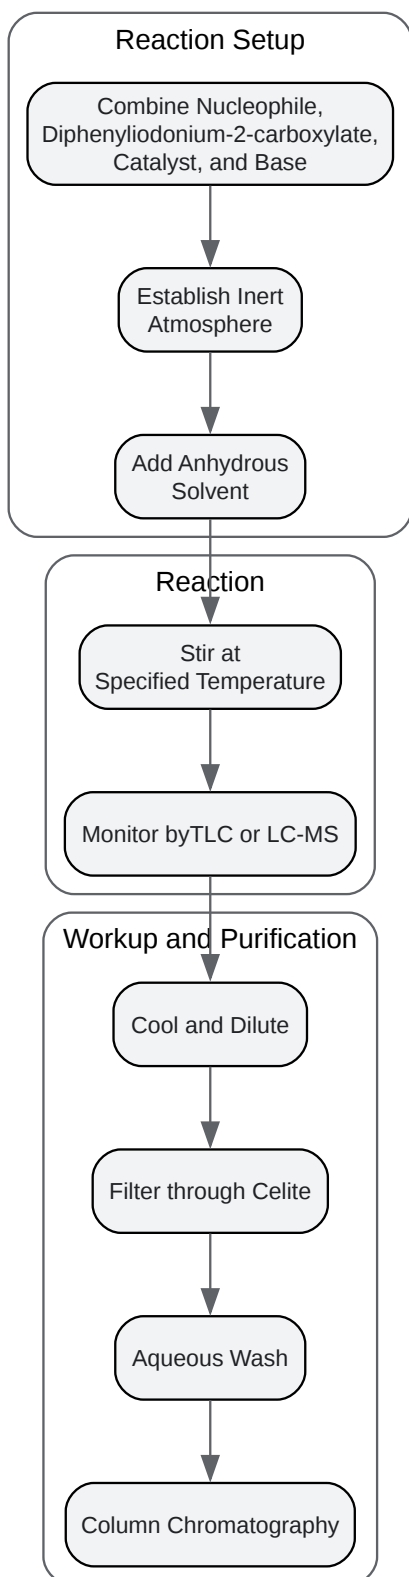 Reaction Setup
Combine Nucleophile,
Diphenyliodonium-2-carboxylate,
Catalyst, and Base
Establish Inert
Atmosphere
Add Anhydrous
Solvent
Reaction
Stir at
Specified Temperature
Monitor byTLC or LC-MS
Workup and Purification
Cool and Dilute
Filter through Celite
Aqueous Wash
Column Chromatography